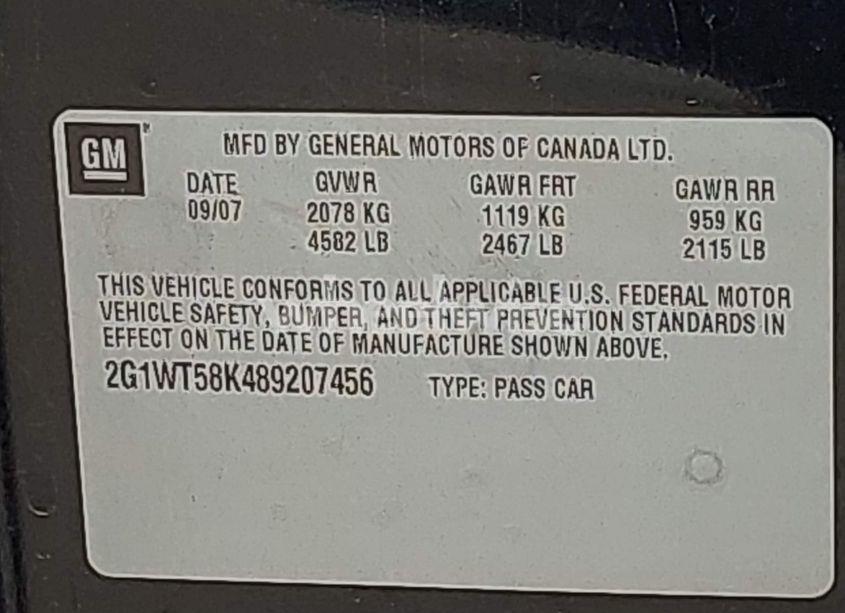 GM
MFD BY GENERAL MOTORS OF CANADA LTD.
DATE GVWR GAWR FRT GAWR RR
09/07 2078 KG 1119 KG 959 KG
4582 LB 2467 LB 2115 LB
THIS VEHICLE CONFORMS TO ALL APPLICABLE U.S. FEDERAL MOTOR
VEHICLE SAFETY, BUMPER, AND THEFT PREVENTION STANDARDS IN
EFFECT ON THE DATE OF MANUFACTURE SHOWN ABOVE.
2G1WT58K489207456 TYPE: PASS CAR